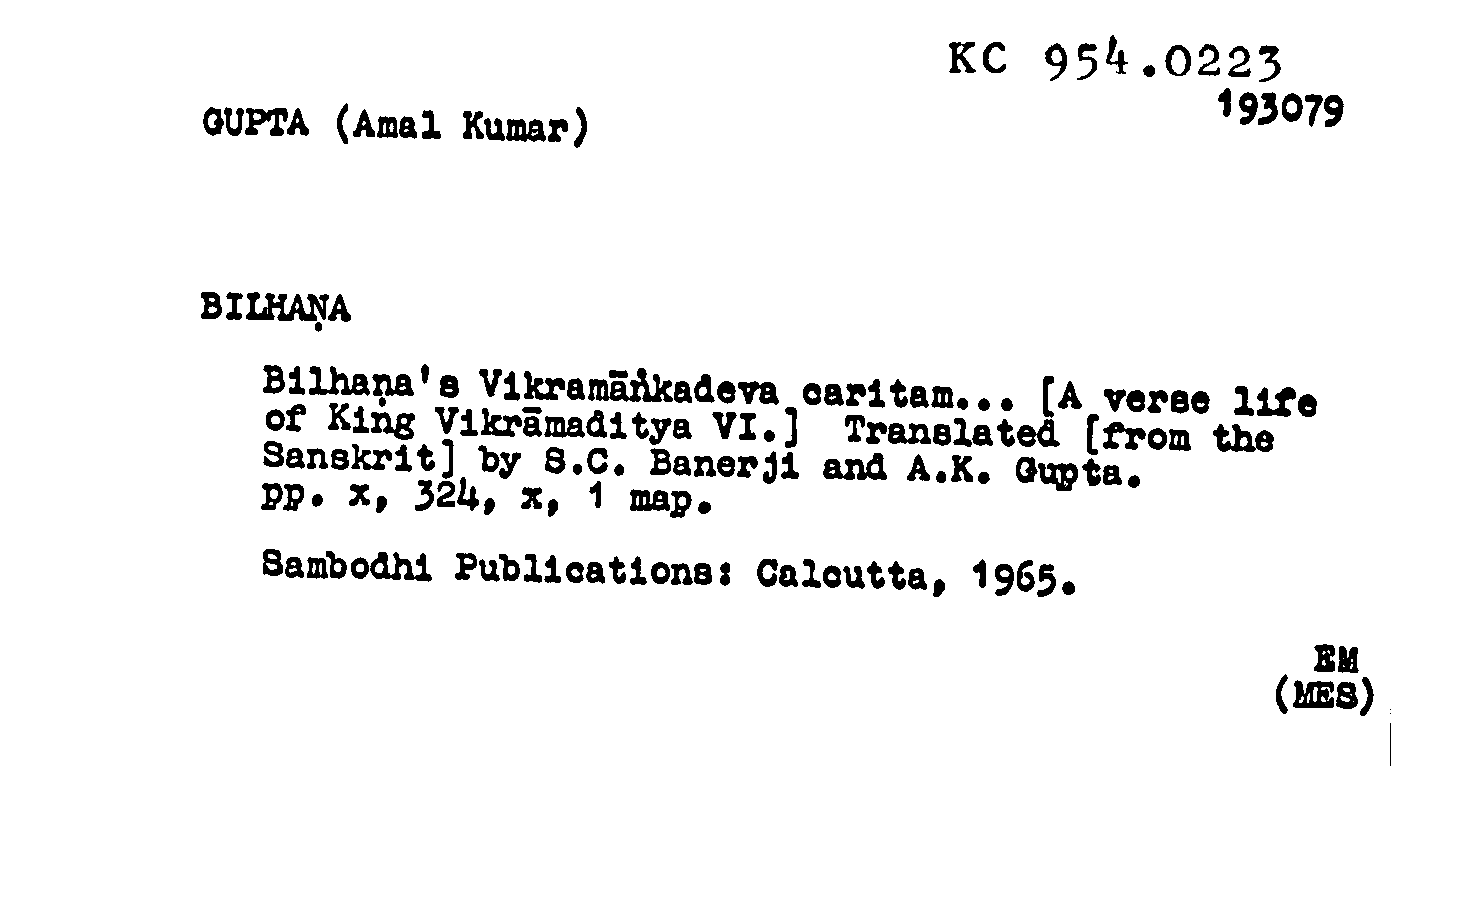 KC 954.0223
193079
GUPTA (Amal Kumar)
BILHAṆA
Bilhaṇa's Vikramāṅkadeva caritam... [A verse life
of King Vikrāmaditya VI.] Translated [from the
Sanskrit] by S.C. Banerji and A.K. Gupta.
pp. x, 324, x, 1 map.
Sambodhi Publications: Calcutta, 1965.
EM
(MES)